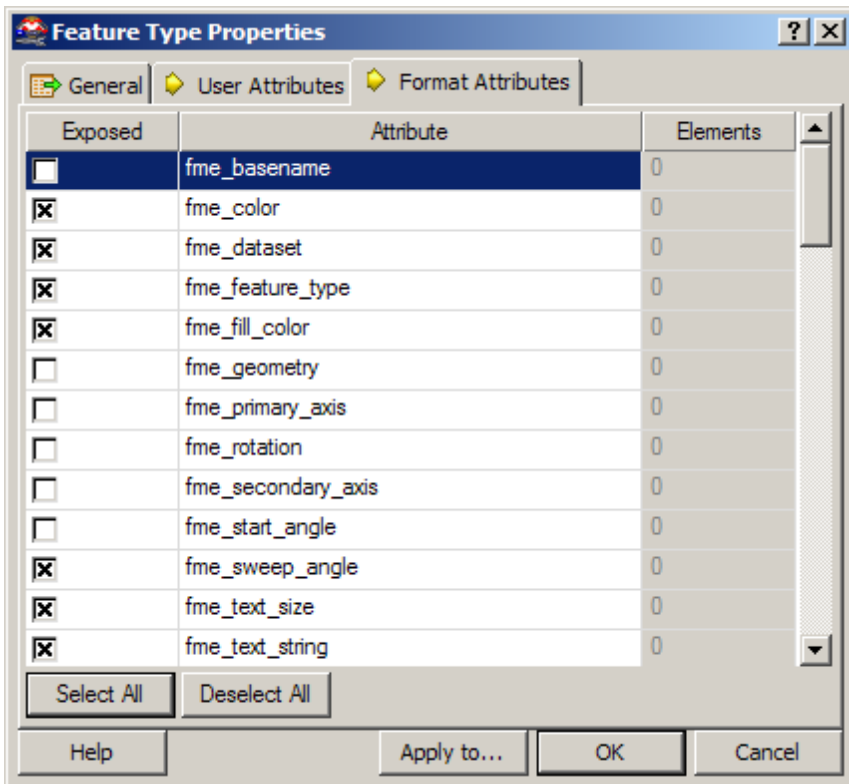 Feature Type Properties
General User Attributes Format Attributes
Exposed Attribute Elements
fme_basename 0
fme_color 0
fme_dataset 0
fme_feature_type 0
fme_fill_color 0
fme_geometry 0
fme_primary_axis 0
fme_rotation 0
fme_secondary_axis 0
fme_start_angle 0
fme_sweep_angle 0
fme_text_size 0
fme_text_string 0
Select All Deselect All
Help Apply to... OK Cancel